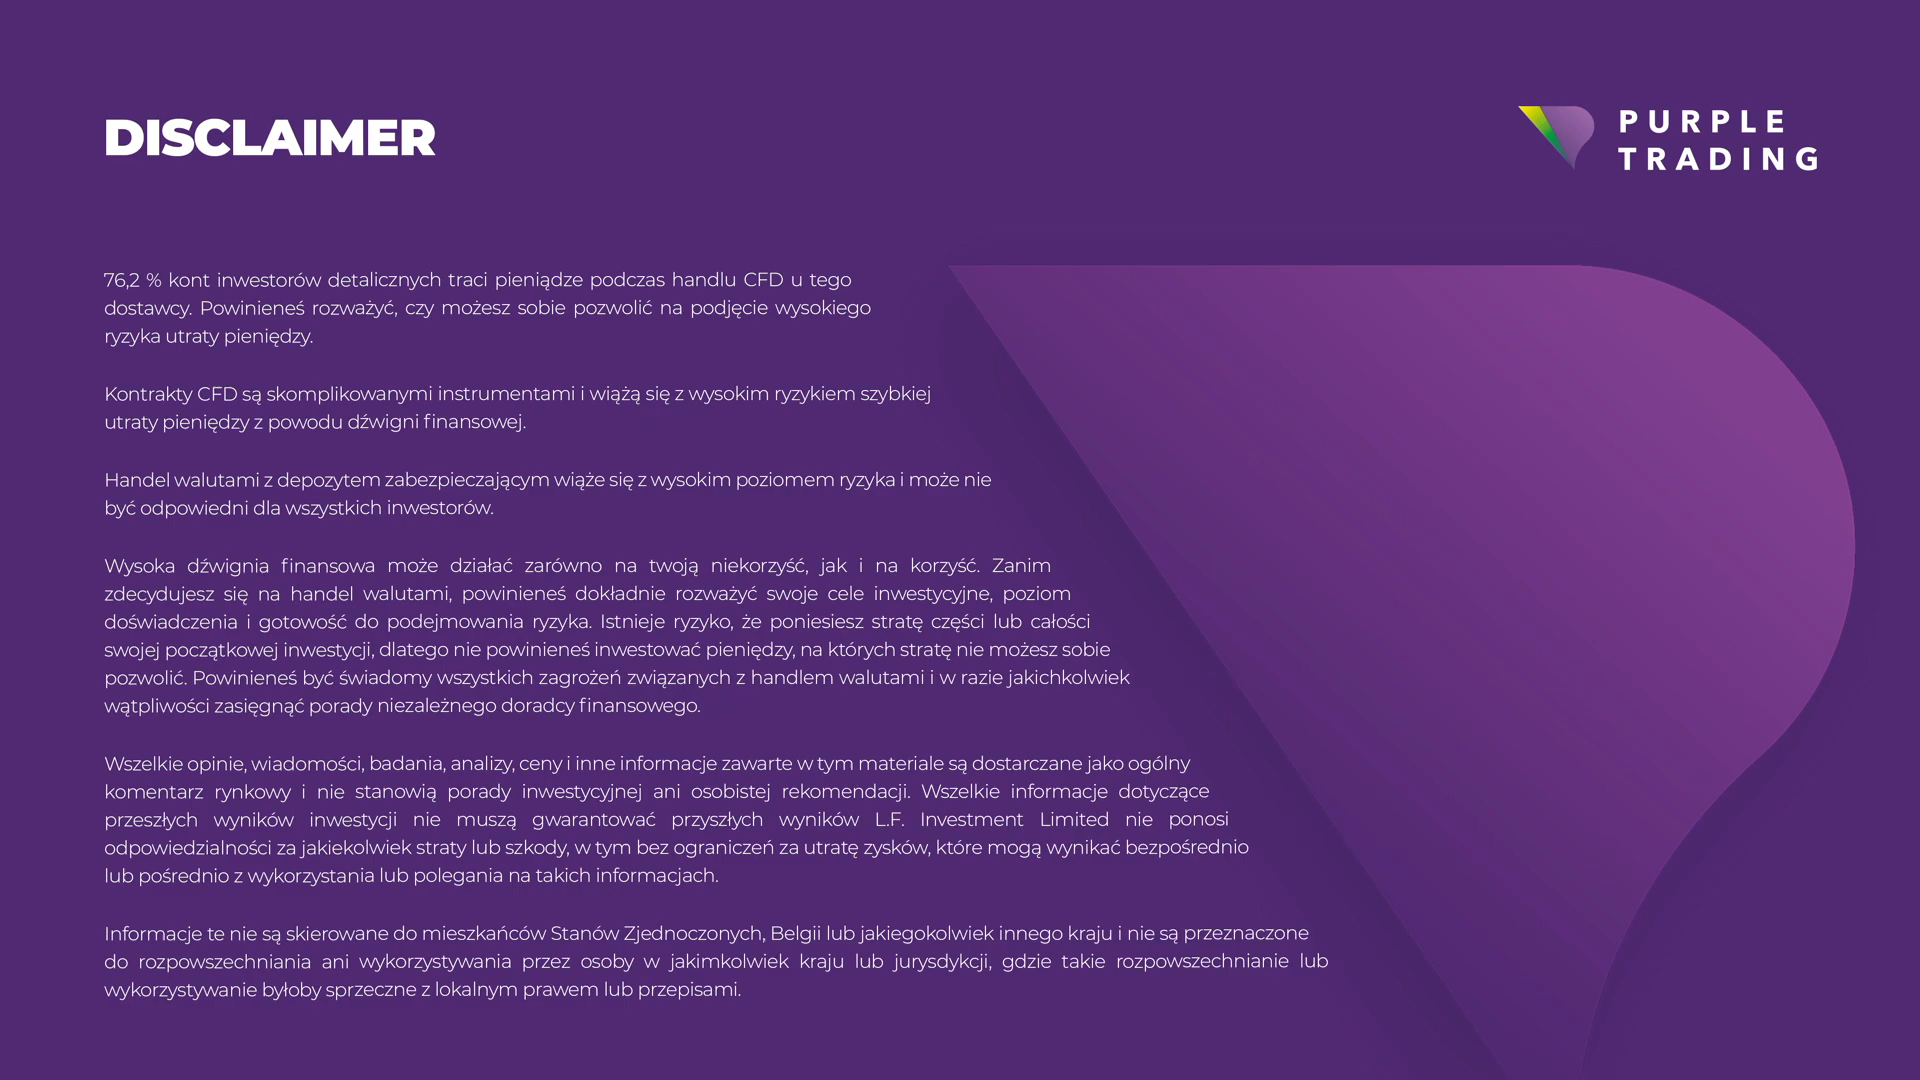 DISCLAIMER
PURPLE
TRADING
76,2 % kont inwestorów detalicznych traci pieniądze podczas handlu CFD u tego
dostawcy. Powinieneś rozważyć, czy możesz sobie pozwolić na podjęcie wysokiego
ryzyka utraty pieniędzy.
Kontrakty CFD są skomplikowanymi instrumentami i wiążą się z wysokim ryzykiem szybkiej
utraty pieniędzy z powodu dźwigni finansowej.
Handel walutami z depozytem zabezpieczającym wiąże się z wysokim poziomem ryzyka i może nie
być odpowiedni dla wszystkich inwestorów.
Wysoka dźwignia finansowa może działać zarówno na twoją niekorzyść, jak i na korzyść. Zanim
zdecydujesz się na handel walutami, powinieneś dokładnie rozważyć swoje cele inwestycyjne, poziom
doświadczenia i gotowość do podejmowania ryzyka. Istnieje ryzyko, że poniesiesz stratę części lub całości
swojej początkowej inwestycji, dlatego nie powinieneś inwestować pieniędzy, na których stratę nie możesz sobie
pozwolić. Powinieneś być świadomy wszystkich zagrożeń związanych z handlem walutami i w razie jakichkolwiek
wątpliwości zasięgnąć porady niezależnego doradcy finansowego.
Wszelkie opinie, wiadomości, badania, analizy, ceny i inne informacje zawarte w tym materiale są dostarczane jako ogólny
komentarz rynkowy i nie stanowią porady inwestycyjnej ani osobistej rekomendacji. Wszelkie informacje dotyczące
przeszłych wyników inwestycji nie muszą gwarantować przyszłych wyników L.F. Investment Limited nie ponosi
odpowiedzialności za jakiekolwiek straty lub szkody, w tym bez ograniczeń za utratę zysków, które mogą wynikać bezpośrednio
lub pośrednio z wykorzystania lub polegania na takich informacjach.
Informacje te nie są skierowane do mieszkańców Stanów Zjednoczonych, Belgii lub jakiegokolwiek innego kraju i nie są przeznaczone
do rozpowszechniania ani wykorzystywania przez osoby w jakimkolwiek kraju lub jurysdykcji, gdzie takie rozpowszechnianie lub
wykorzystywanie byłoby sprzeczne z lokalnym prawem lub przepisami.